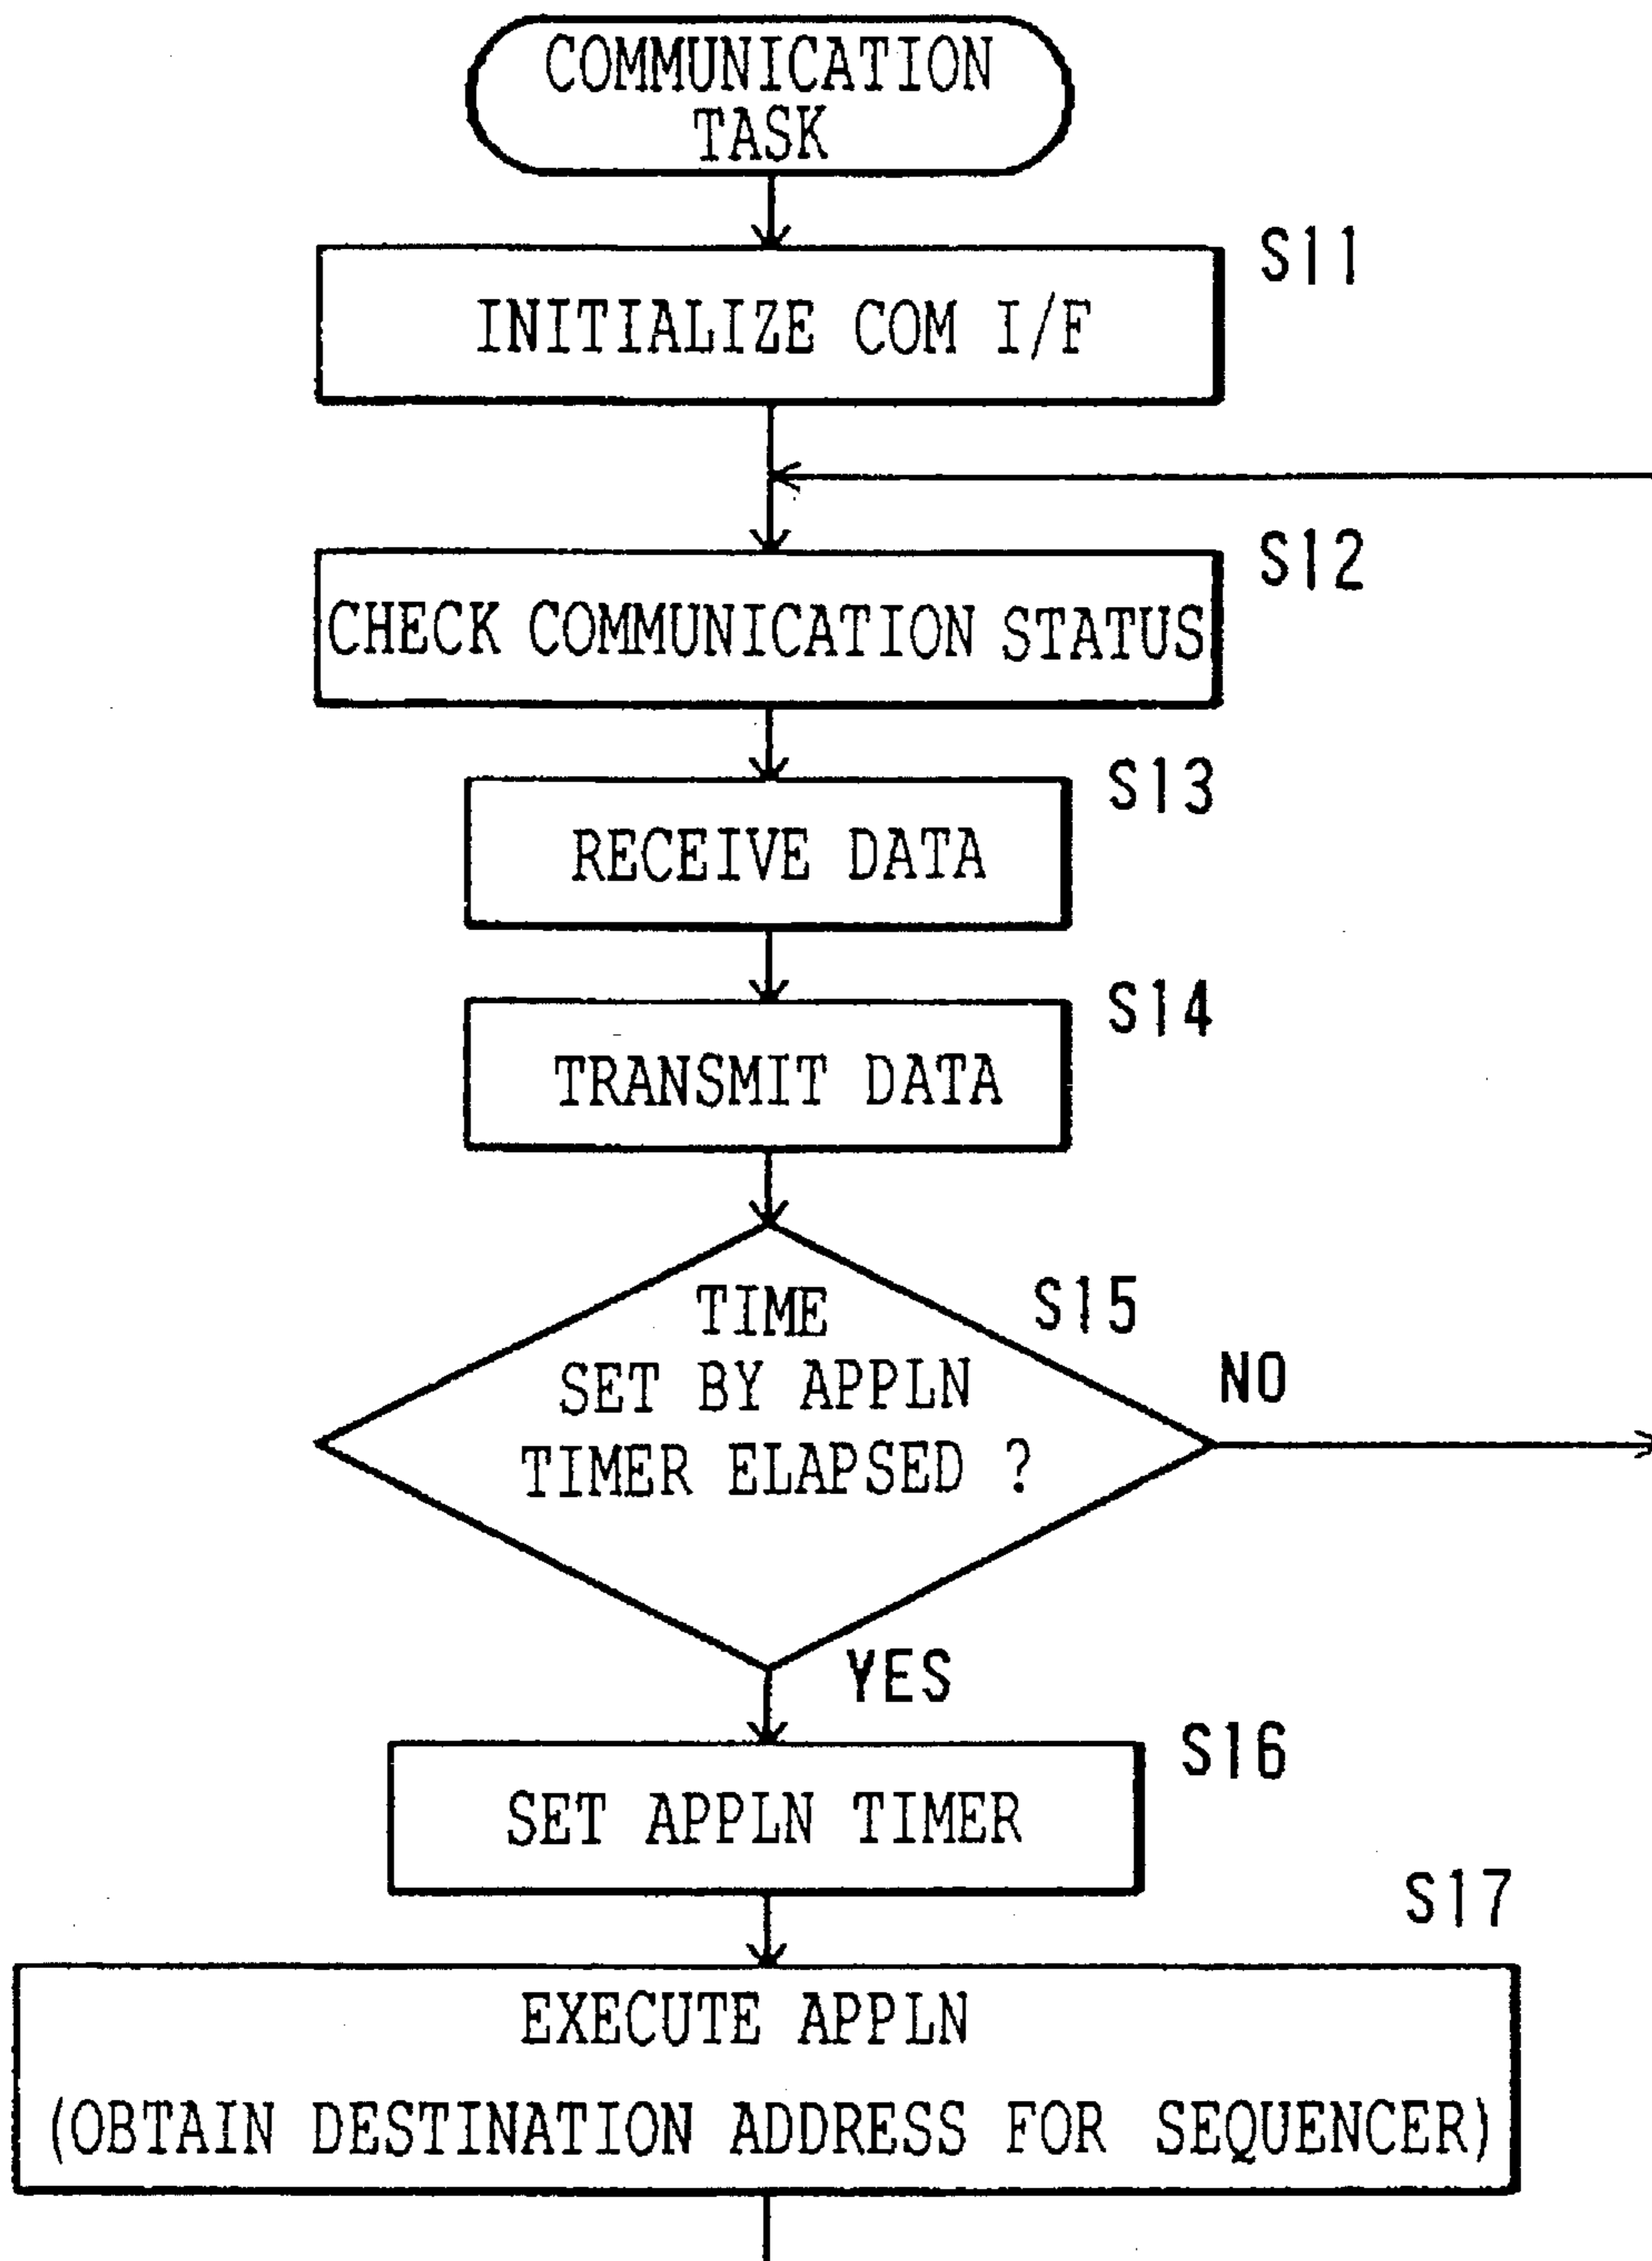 COMMUNICATION
TASK
S11
INITIALIZE COM I/F
S12
CHECK COMMUNICATION STATUS
S13
RECEIVE DATA
S14
TRANSMIT DATA
S15
TIME
SET BY APPLN
TIMER ELAPSED ?
NO
YES
S16
SET APPLN TIMER
S17
EXECUTE APPLN
(OBTAIN DESTINATION ADDRESS FOR SEQUENCER)